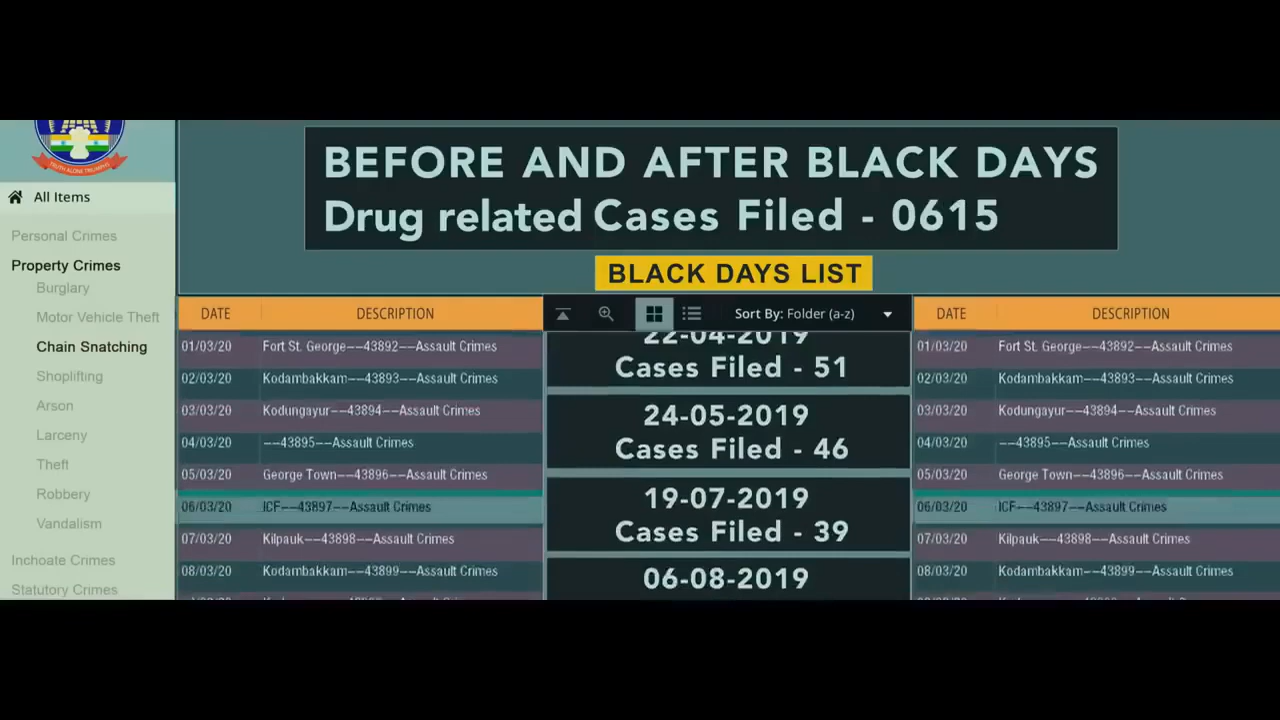 TRUTH ALONE TRIUMPHS
All Items
Personal Crimes
Property Crimes
Burglary
Motor Vehicle Theft
Chain Snatching
Shoplifting
Arson
Larceny
Theft
Robbery
Vandalism
Inchoate Crimes
Statutory Crimes
BEFORE AND AFTER BLACK DAYS
Drug related Cases Filed - 0615
BLACK DAYS LIST
DATE DESCRIPTION
01/03/20 Fort St. George---43892---Assault Crimes
02/03/20 Kodambakkam---43893---Assault Crimes
03/03/20 Kodungayur---43894---Assault Crimes
04/03/20 ---43895---Assault Crimes
05/03/20 George Town---43896---Assault Crimes
06/03/20 ICF---43897---Assault Crimes
07/03/20 Kilpauk---43898---Assault Crimes
08/03/20 Kodambakkam---43899---Assault Crimes
Sort By: Folder (a-z)
22-04-2019
Cases Filed - 51
24-05-2019
Cases Filed - 46
19-07-2019
Cases Filed - 39
06-08-2019
DATE DESCRIPTION
01/03/20 Fort St. George---43892---Assault Crimes
02/03/20 Kodambakkam---43893---Assault Crimes
03/03/20 Kodungayur---43894---Assault Crimes
04/03/20 ---43895---Assault Crimes
05/03/20 George Town---43896---Assault Crimes
06/03/20 ICF---43897---Assault Crimes
07/03/20 Kilpauk---43898---Assault Crimes
08/03/20 Kodambakkam---43899---Assault Crimes